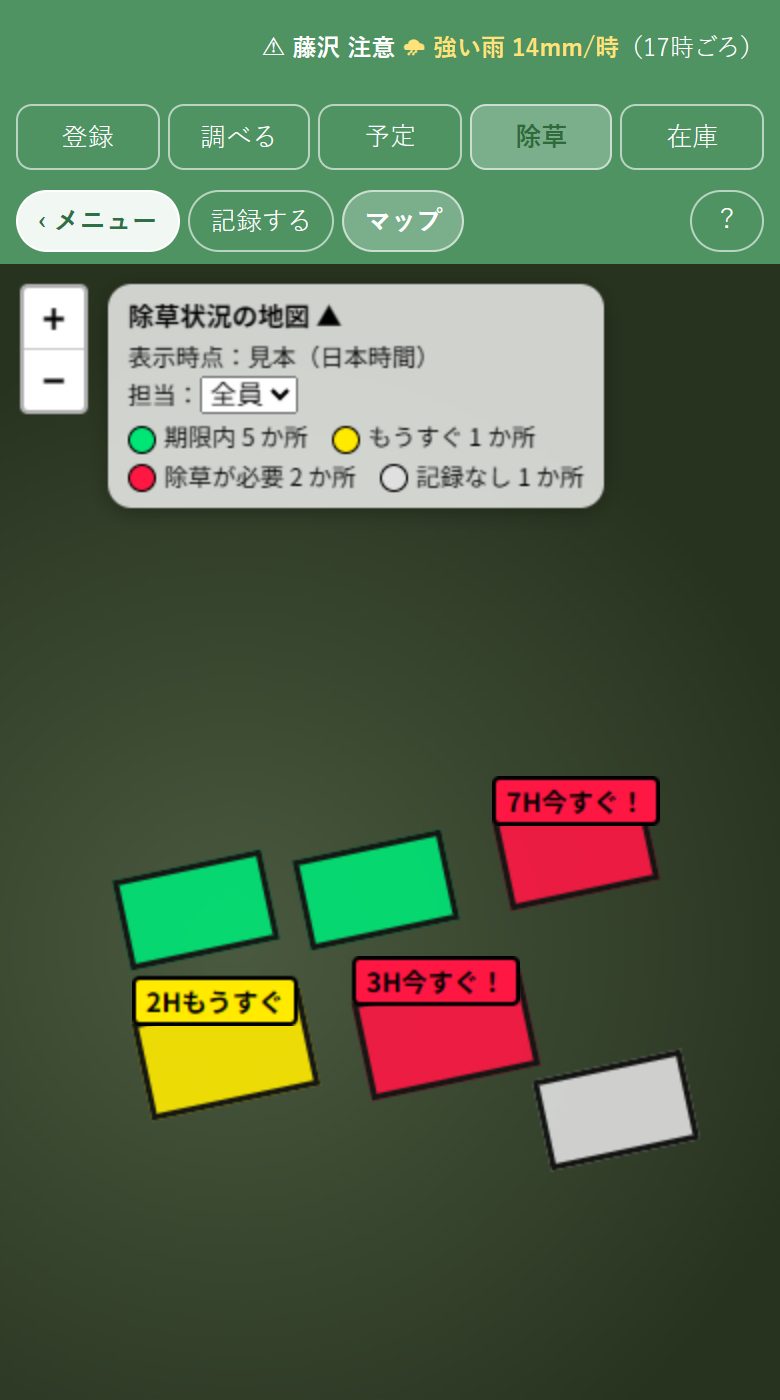 ⚠ 藤沢 注意 🌧 強い雨 14mm/時（17時ごろ）
登録 調べる 予定 除草 在庫
‹ メニュー 記録する マップ ？
+
−
除草状況の地図 ▲
表示時点：見本（日本時間）
担当： 全員
期限内 5 か所 もうすぐ 1 か所
除草が必要 2 か所 記録なし 1 か所
7H今すぐ！
3H今すぐ！
2Hもうすぐ